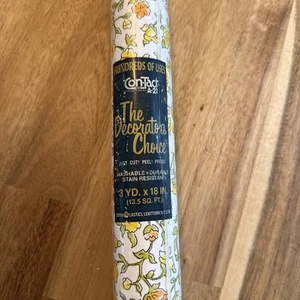 HUNDREDS OF USES
Con-Tact
The
Decorator's
Choice
JUST CUT! PEEL! PRESS!
WASHABLE • DURABLE
STAIN RESISTANT
3 YD. x 18 IN.
(13.5 SQ. FT.)
PLASTICS,